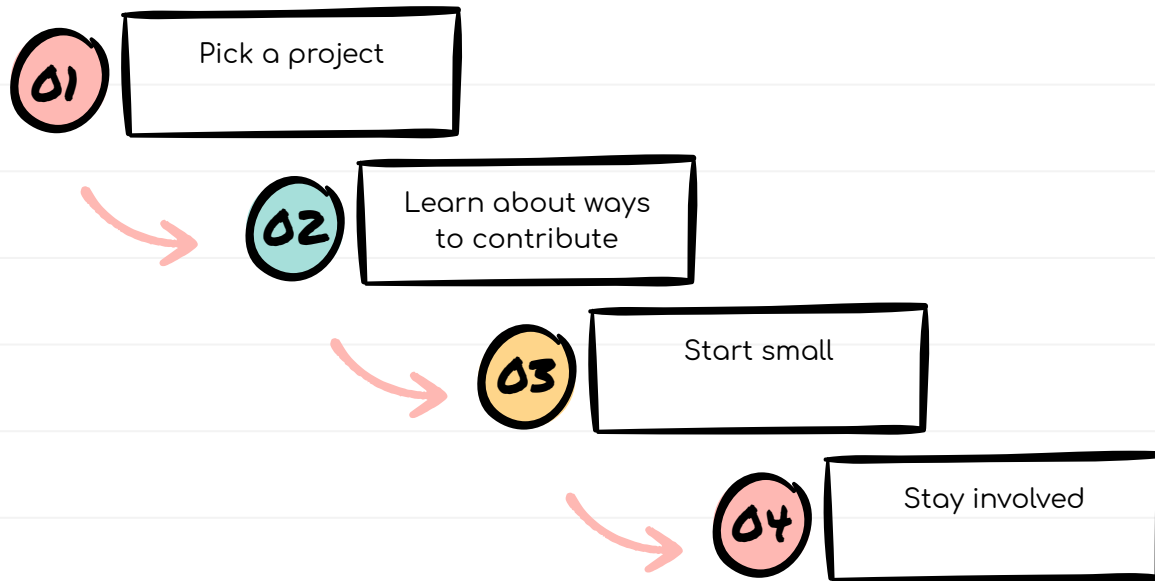 01
Pick a project
02
Learn about ways
to contribute
03
Start small
04
Stay involved